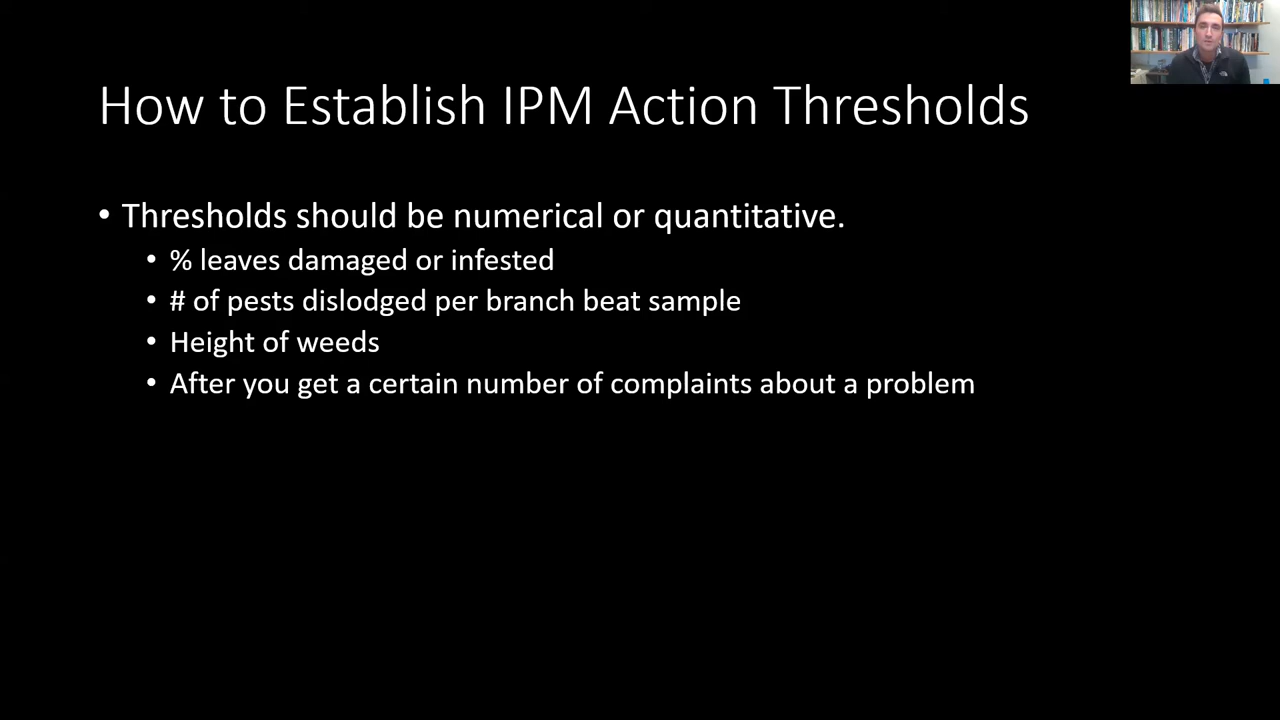 How to Establish IPM Action Thresholds
• Thresholds should be numerical or quantitative.
• % leaves damaged or infested
• # of pests dislodged per branch beat sample
• Height of weeds
• After you get a certain number of complaints about a problem